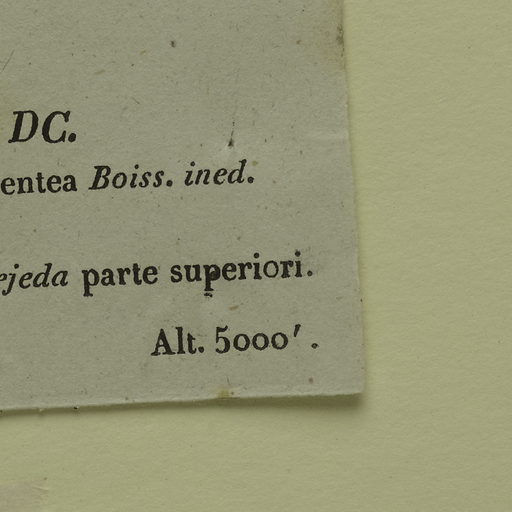 DC.
entea Boiss. ined.
ejeda parte superiori.
Alt. 5000'.